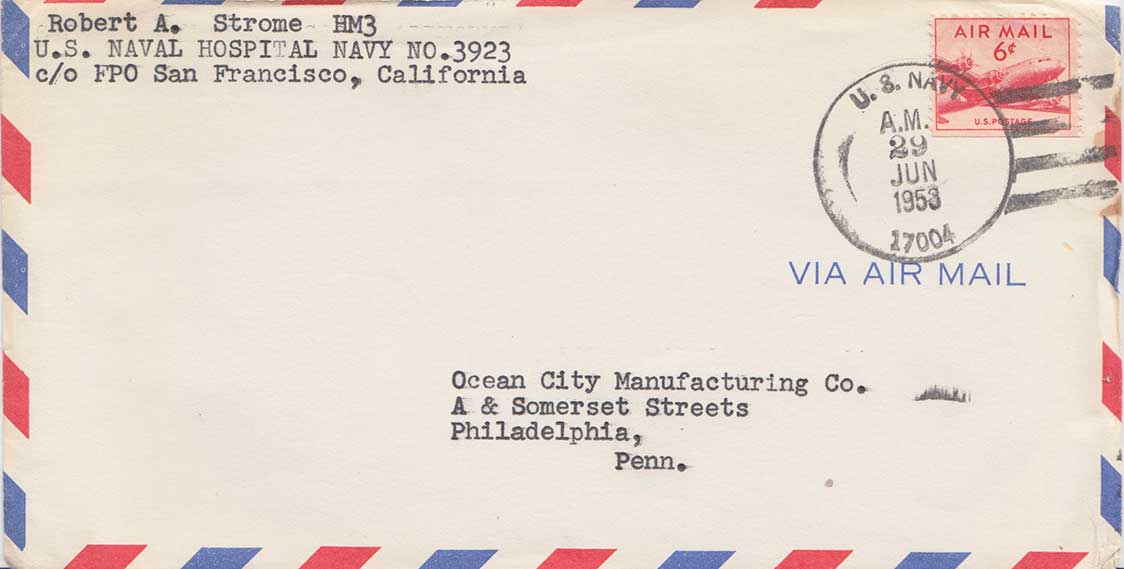 Robert A. Strome HM3
U.S. NAVAL HOSPITAL NAVY NO.3923
c/o FPO San Francisco, California
AIR MAIL
6¢
U.S. POSTAGE
U. S. NAVY
A.M.
29
JUN
1953
17004
VIA AIR MAIL
Ocean City Manufacturing Co.
A & Somerset Streets
Philadelphia,
Penn.